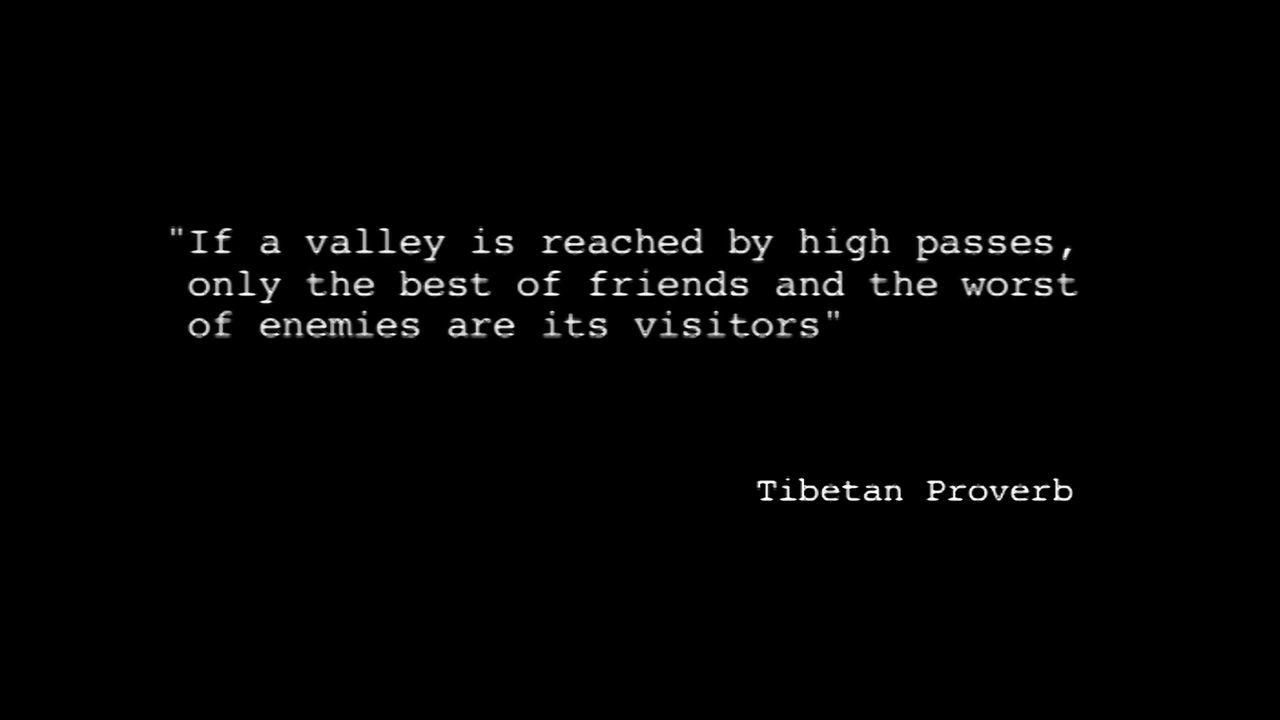 "If a valley is reached by high passes,
only the best of friends and the worst
of enemies are its visitors"
Tibetan Proverb